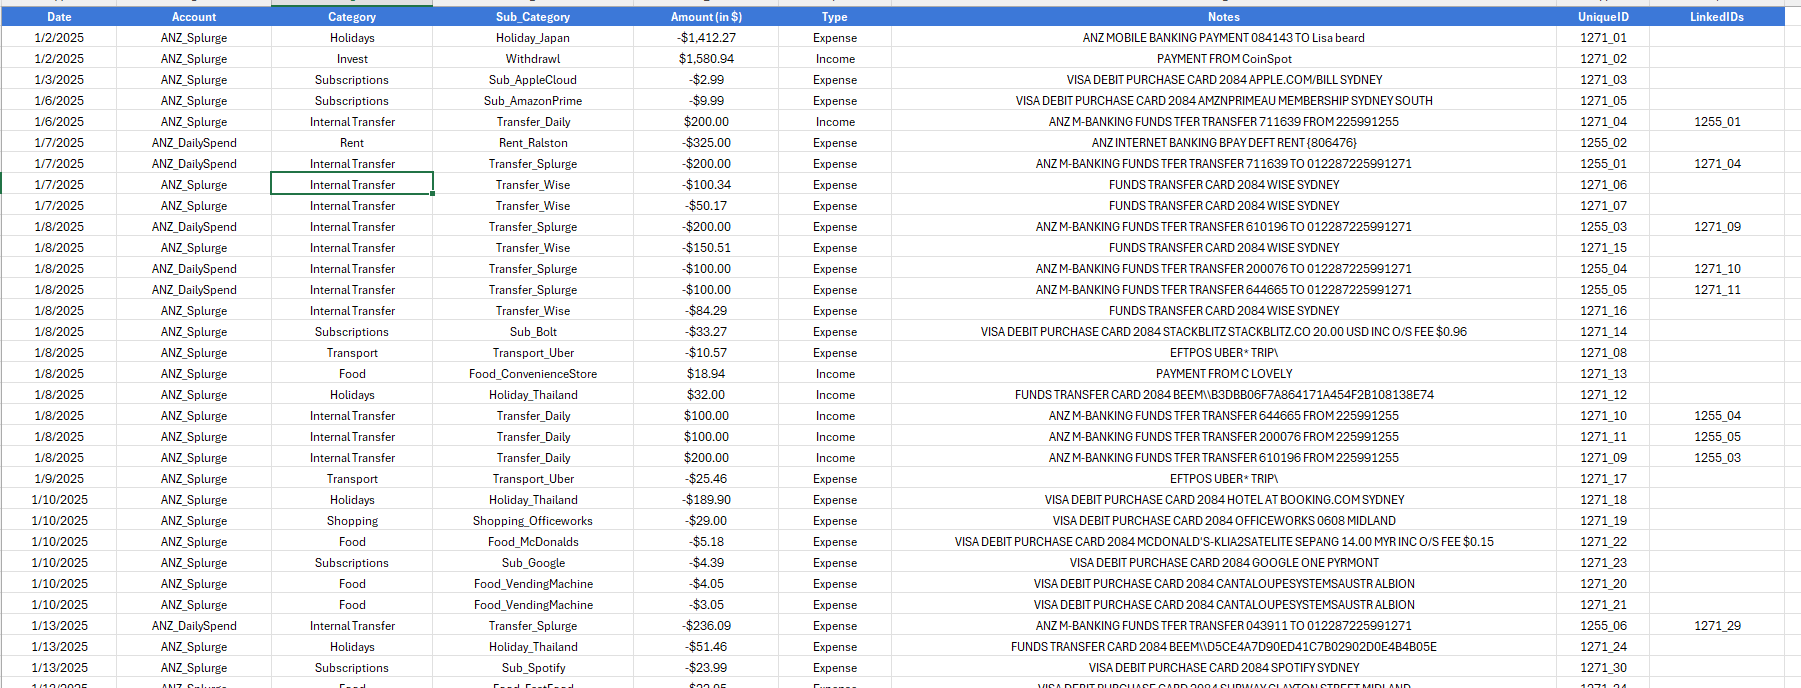 Date Account Category Sub_Category Amount (in $) Type Notes UniqueID LinkedIDs
1/2/2025 ANZ_Splurge Holidays Holiday_Japan -$1,412.27 Expense ANZ MOBILE BANKING PAYMENT 084143 TO Lisa beard 1271_01
1/2/2025 ANZ_Splurge Invest Withdrawl $1,580.94 Income PAYMENT FROM CoinSpot 1271_02
1/3/2025 ANZ_Splurge Subscriptions Sub_AppleCloud -$2.99 Expense VISA DEBIT PURCHASE CARD 2084 APPLE.COM/BILL SYDNEY 1271_03
1/6/2025 ANZ_Splurge Subscriptions Sub_AmazonPrime -$9.99 Expense VISA DEBIT PURCHASE CARD 2084 AMZNPRIMEAU MEMBERSHIP SYDNEY SOUTH 1271_05
1/6/2025 ANZ_Splurge Internal Transfer Transfer_Daily $200.00 Income ANZ M-BANKING FUNDS TFER TRANSFER 711639 FROM 225991255 1271_04 1255_01
1/7/2025 ANZ_DailySpend Rent Rent_Ralston -$325.00 Expense ANZ INTERNET BANKING BPAY DEFT RENT {806476} 1255_02
1/7/2025 ANZ_DailySpend Internal Transfer Transfer_Splurge -$200.00 Expense ANZ M-BANKING FUNDS TFER TRANSFER 711639 TO 012287225991271 1255_01 1271_04
1/7/2025 ANZ_Splurge Internal Transfer Transfer_Wise -$100.34 Expense FUNDS TRANSFER CARD 2084 WISE SYDNEY 1271_06
1/7/2025 ANZ_Splurge Internal Transfer Transfer_Wise -$50.17 Expense FUNDS TRANSFER CARD 2084 WISE SYDNEY 1271_07
1/8/2025 ANZ_DailySpend Internal Transfer Transfer_Splurge -$200.00 Expense ANZ M-BANKING FUNDS TFER TRANSFER 610196 TO 012287225991271 1255_03 1271_09
1/8/2025 ANZ_Splurge Internal Transfer Transfer_Wise -$150.51 Expense FUNDS TRANSFER CARD 2084 WISE SYDNEY 1271_15
1/8/2025 ANZ_DailySpend Internal Transfer Transfer_Splurge -$100.00 Expense ANZ M-BANKING FUNDS TFER TRANSFER 200076 TO 012287225991271 1255_04 1271_10
1/8/2025 ANZ_DailySpend Internal Transfer Transfer_Splurge -$100.00 Expense ANZ M-BANKING FUNDS TFER TRANSFER 644665 TO 012287225991271 1255_05 1271_11
1/8/2025 ANZ_Splurge Internal Transfer Transfer_Wise -$84.29 Expense FUNDS TRANSFER CARD 2084 WISE SYDNEY 1271_16
1/8/2025 ANZ_Splurge Subscriptions Sub_Bolt -$33.27 Expense VISA DEBIT PURCHASE CARD 2084 STACKBLITZ STACKBLITZ.CO 20.00 USD INC O/S FEE $0.96 1271_14
1/8/2025 ANZ_Splurge Transport Transport_Uber -$10.57 Expense EFTPOS UBER* TRIP\ 1271_08
1/8/2025 ANZ_Splurge Food Food_ConvenienceStore $18.94 Income PAYMENT FROM C LOVELY 1271_13
1/8/2025 ANZ_Splurge Holidays Holiday_Thailand $32.00 Income FUNDS TRANSFER CARD 2084 BEEM\\B3DBB06F7A864171A454F2B108138E74 1271_12
1/8/2025 ANZ_Splurge Internal Transfer Transfer_Daily $100.00 Income ANZ M-BANKING FUNDS TFER TRANSFER 644665 FROM 225991255 1271_10 1255_04
1/8/2025 ANZ_Splurge Internal Transfer Transfer_Daily $100.00 Income ANZ M-BANKING FUNDS TFER TRANSFER 200076 FROM 225991255 1271_11 1255_05
1/8/2025 ANZ_Splurge Internal Transfer Transfer_Daily $200.00 Income ANZ M-BANKING FUNDS TFER TRANSFER 610196 FROM 225991255 1271_09 1255_03
1/9/2025 ANZ_Splurge Transport Transport_Uber -$25.46 Expense EFTPOS UBER* TRIP\ 1271_17
1/10/2025 ANZ_Splurge Holidays Holiday_Thailand -$189.90 Expense VISA DEBIT PURCHASE CARD 2084 HOTEL AT BOOKING.COM SYDNEY 1271_18
1/10/2025 ANZ_Splurge Shopping Shopping_Officeworks -$29.00 Expense VISA DEBIT PURCHASE CARD 2084 OFFICEWORKS 0608 MIDLAND 1271_19
1/10/2025 ANZ_Splurge Food Food_McDonalds -$5.18 Expense VISA DEBIT PURCHASE CARD 2084 MCDONALD'S-KLIA2SATELITE SEPANG 14.00 MYR INC O/S FEE $0.15 1271_22
1/10/2025 ANZ_Splurge Subscriptions Sub_Google -$4.39 Expense VISA DEBIT PURCHASE CARD 2084 GOOGLE ONE PYRMONT 1271_23
1/10/2025 ANZ_Splurge Food Food_VendingMachine -$4.05 Expense VISA DEBIT PURCHASE CARD 2084 CANTALOUPESYSTEMSAUSTR ALBION 1271_20
1/10/2025 ANZ_Splurge Food Food_VendingMachine -$3.05 Expense VISA DEBIT PURCHASE CARD 2084 CANTALOUPESYSTEMSAUSTR ALBION 1271_21
1/13/2025 ANZ_DailySpend Internal Transfer Transfer_Splurge -$236.09 Expense ANZ M-BANKING FUNDS TFER TRANSFER 043911 TO 012287225991271 1255_06 1271_29
1/13/2025 ANZ_Splurge Holidays Holiday_Thailand -$51.46 Expense FUNDS TRANSFER CARD 2084 BEEM\\D5CE4A7D90ED41C7B02902D0E4B4B05E 1271_24
1/13/2025 ANZ_Splurge Subscriptions Sub_Spotify -$23.99 Expense VISA DEBIT PURCHASE CARD 2084 SPOTIFY SYDNEY 1271_30